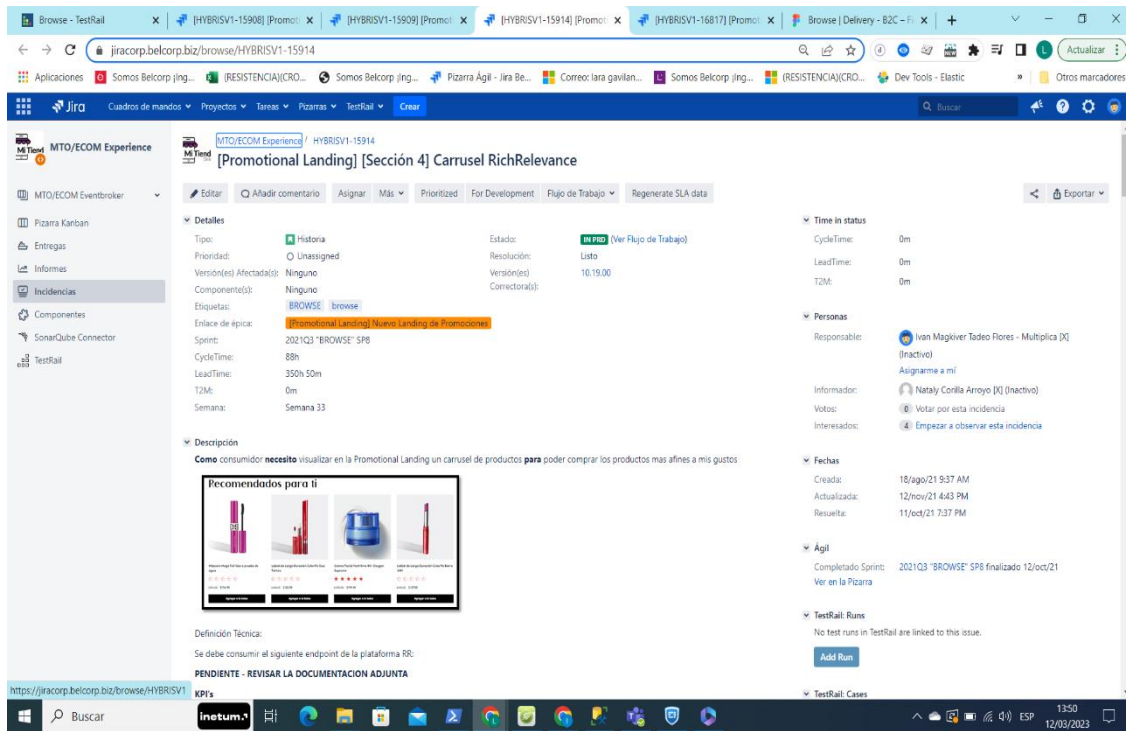 Browse - TestRail
[HYBRISV1-15908] [Promoti
[HYBRISV1-15909] [Promoti
[HYBRISV1-15914] [Promoti
[HYBRISV1-16817] [Promot
Browse | Delivery - B2C – Fi
jiracorp.belcorp.biz/browse/HYBRISV1-15914
Actualizar
Aplicaciones
Somos Belcorp ¡Ing...
(RESISTENCIA)(CRO...
Somos Belcorp ¡Ing...
Pizarra Ágil - Jira Be...
Correo: lara gavilan...
Somos Belcorp ¡Ing...
(RESISTENCIA)(CRO...
Dev Tools - Elastic
Otros marcadores
Jira
Cuadros de mandos
Proyectos
Tareas
Pizarras
TestRail
Crear
Buscar
MTO/ECOM Experience
MTO/ECOM Eventbroker
Pizarra Kanban
Entregas
Informes
Incidencias
Componentes
SonarQube Connector
TestRail
MTO/ECOM Experience / HYBRISV1-15914
[Promotional Landing] [Sección 4] Carrusel RichRelevance
Editar
Añadir comentario
Asignar
Más
Prioritized
For Development
Flujo de Trabajo
Regenerate SLA data
Exportar
Detalles
Tipo: Historia
Estado: IN PRD (Ver Flujo de Trabajo)
Prioridad: Unassigned
Resolución: Listo
Versión(es) Afectada(s): Ninguno
Versión(es) Correctora(s): 10.19.00
Componente(s): Ninguno
Etiquetas: BROWSE browse
Enlace de épica: [Promotional Landing] Nuevo Landing de Promociones
Sprint: 2021Q3 "BROWSE" SP8
CycleTime: 88h
LeadTime: 350h 50m
T2M: 0m
Semana: Semana 33
Descripción
Como consumidor necesito visualizar en la Promotional Landing un carrusel de productos para poder comprar los productos mas afines a mis gustos
Recomendados para ti
Definición Técnica:
Se debe consumir el siguiente endpoint de la plataforma RR:
PENDIENTE - REVISAR LA DOCUMENTACION ADJUNTA
KPI's
Time in status
CycleTime: 0m
LeadTime: 0m
T2M: 0m
Personas
Responsable: Ivan Magkiver Tadeo Flores - Multiplica [X] (Inactivo)
Asignarme a mí
Informador: Nataly Conilla Arroyo [X] (Inactivo)
Votos: 0 Votar por esta incidencia
Interesados: 4 Empezar a observar esta incidencia
Fechas
Creada: 18/ago/21 9:37 AM
Actualizada: 12/nov/21 4:43 PM
Resuelta: 11/oct/21 7:37 PM
Ágil
Completado Sprint: 2021Q3 "BROWSE" SP8 finalizado 12/oct/21
Ver en la Pizarra
TestRail: Runs
No test runs in TestRail are linked to this issue.
Add Run
TestRail: Cases
https://jiracorp.belcorp.biz/browse/HYBRISV1
Buscar
inetum.
ESP
13:50
12/03/2023